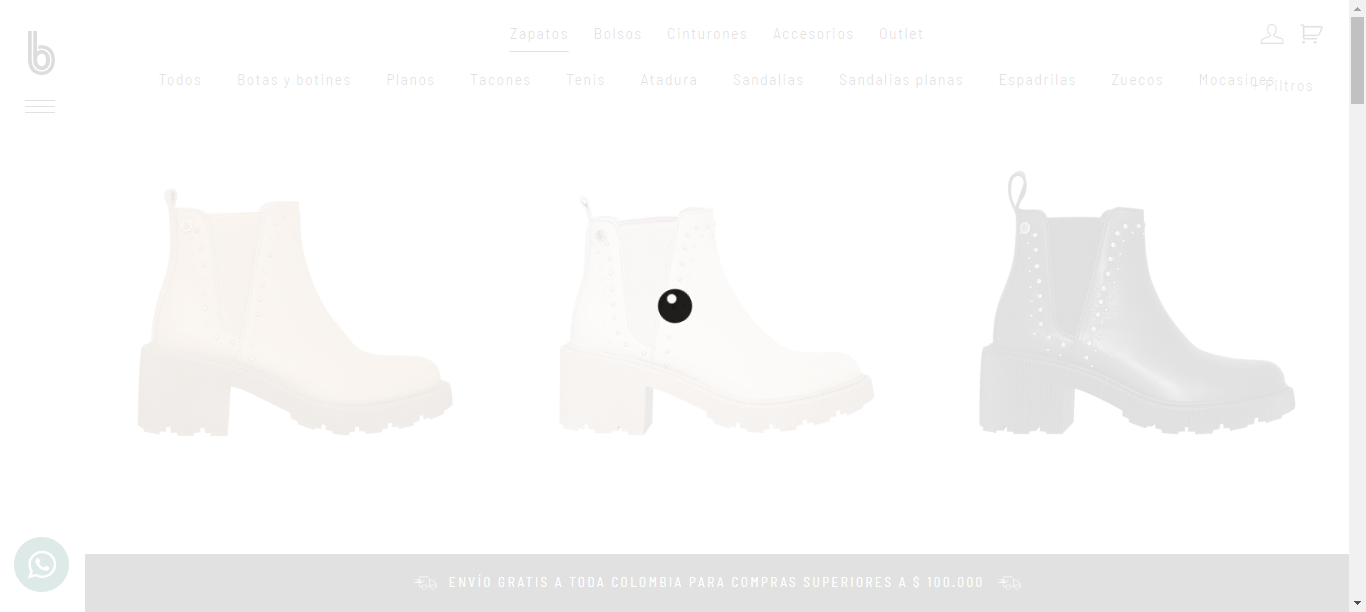 b
Zapatos Bolsos Cinturones Accesorios Outlet
Todos Botas y botines Planos Tacones Tenis Atadura Sandalias Sandalias planas Espadrilas Zuecos Mocasines
+ Filtros
ENVÍO GRATIS A TODA COLOMBIA PARA COMPRAS SUPERIORES A $ 100.000